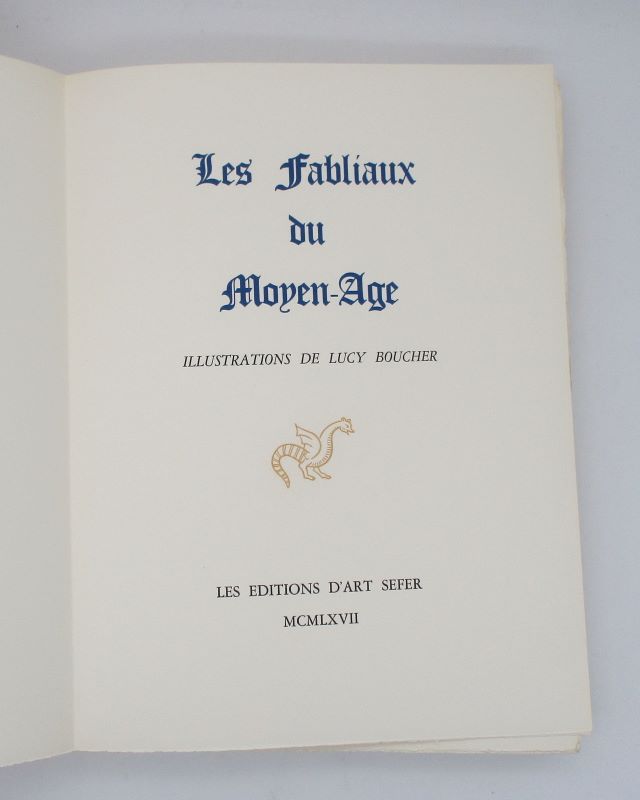 Les Fabliaux
du
Moyen-Age
ILLUSTRATIONS DE LUCY BOUCHER
LES EDITIONS D'ART SEFER
MCMLXVII